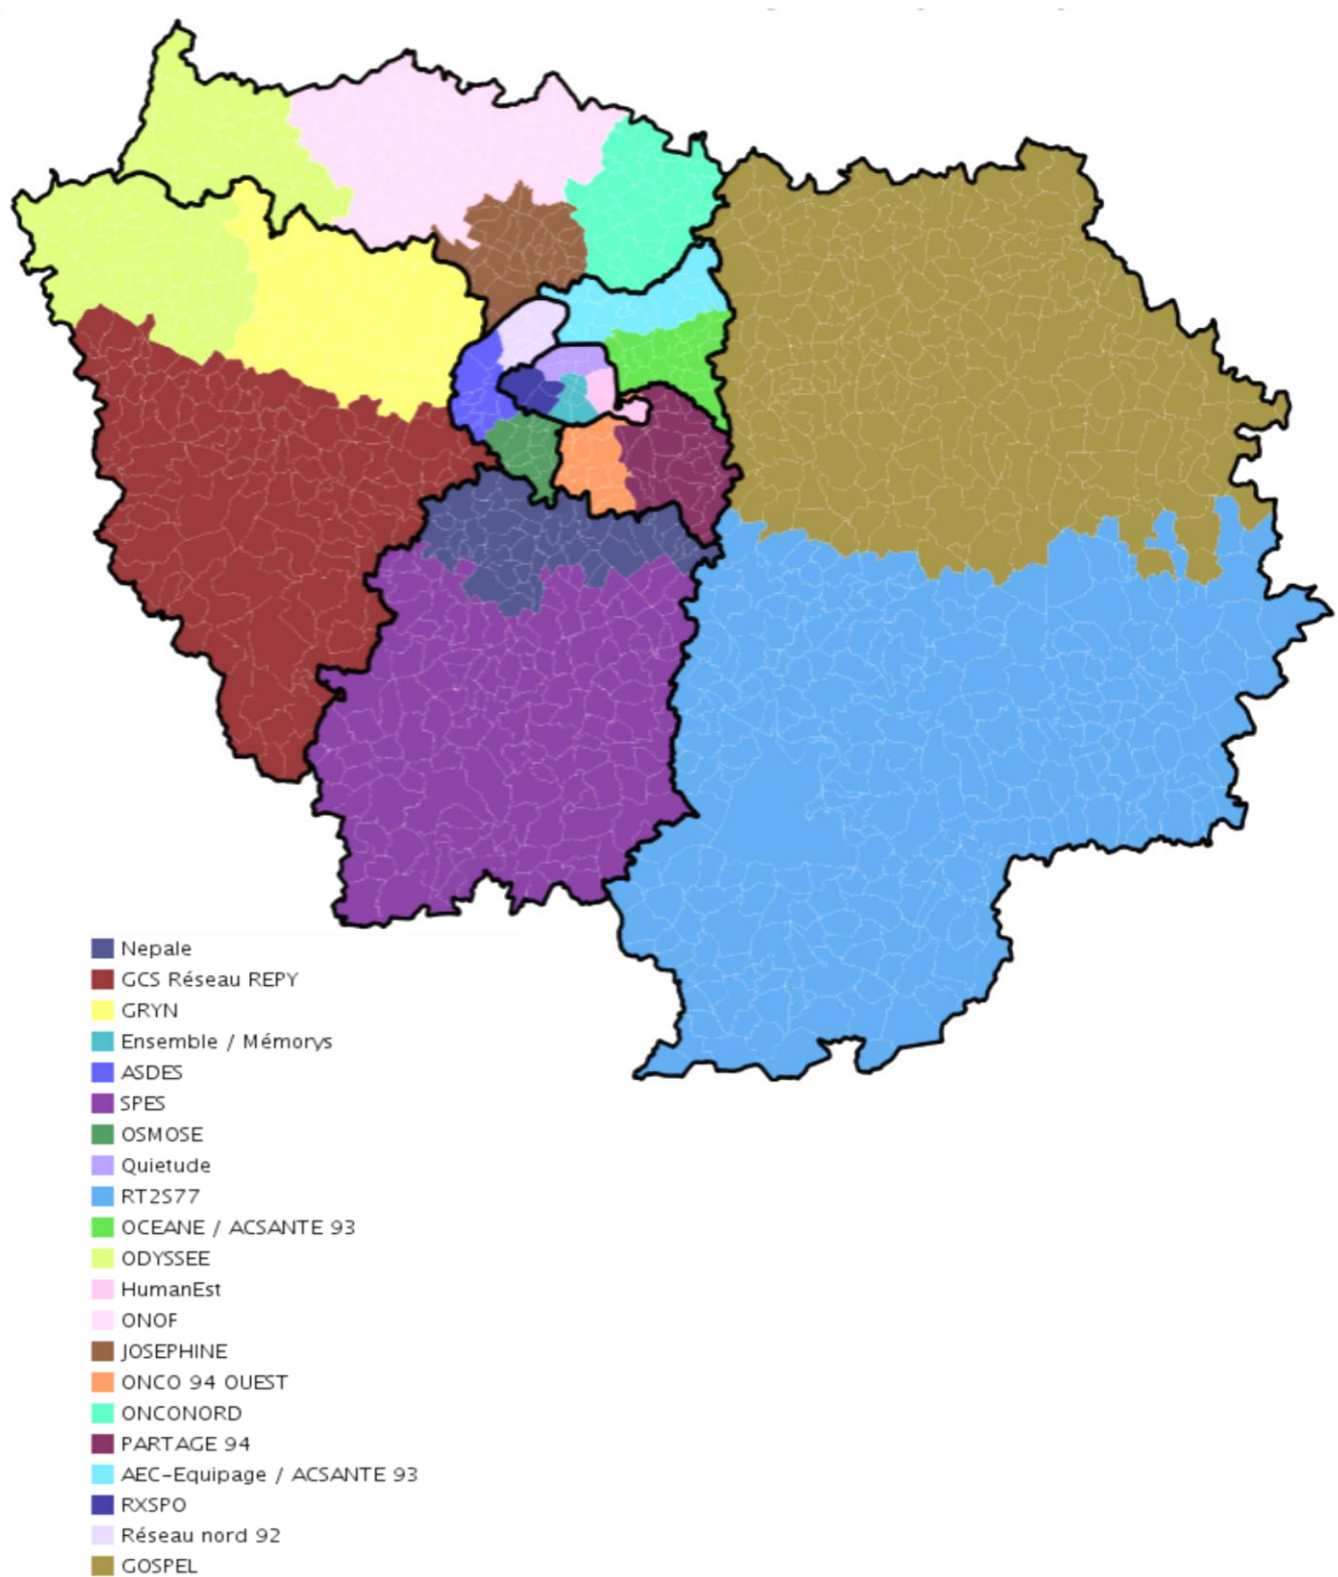 Nepale
GCS Réseau REPY
GRYN
Ensemble / Mémorys
ASDES
SPES
OSMOSE
Quietude
RT2S77
OCEANE / ACSANTE 93
ODYSSEE
HumanEst
ONOF
JOSEPHINE
ONCO 94 OUEST
ONCONORD
PARTAGE 94
AEC-Equipage / ACSANTE 93
RXSPO
Réseau nord 92
GOSPEL